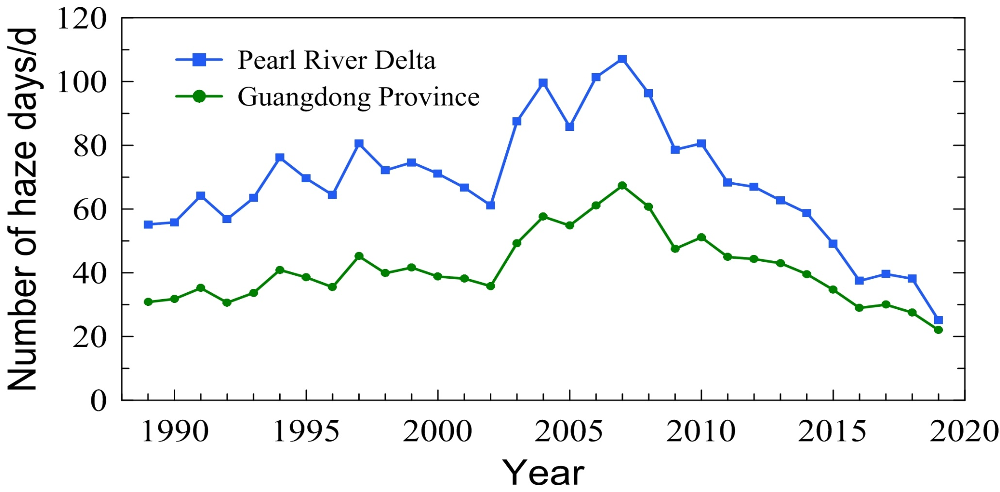 Number of haze days/d
120
100
80
60
40
20
0
Pearl River Delta
Guangdong Province
1990 1995 2000 2005 2010 2015 2020
Year